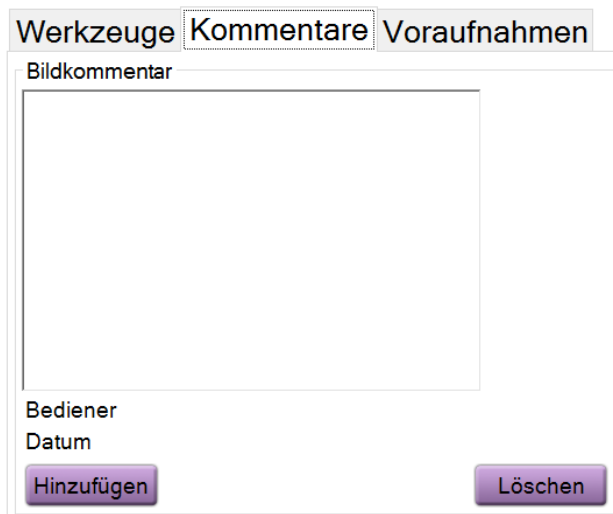 Werkzeuge Kommentare Voraufnahmen
Bildkommentar
Bediener
Datum
Hinzufügen Löschen